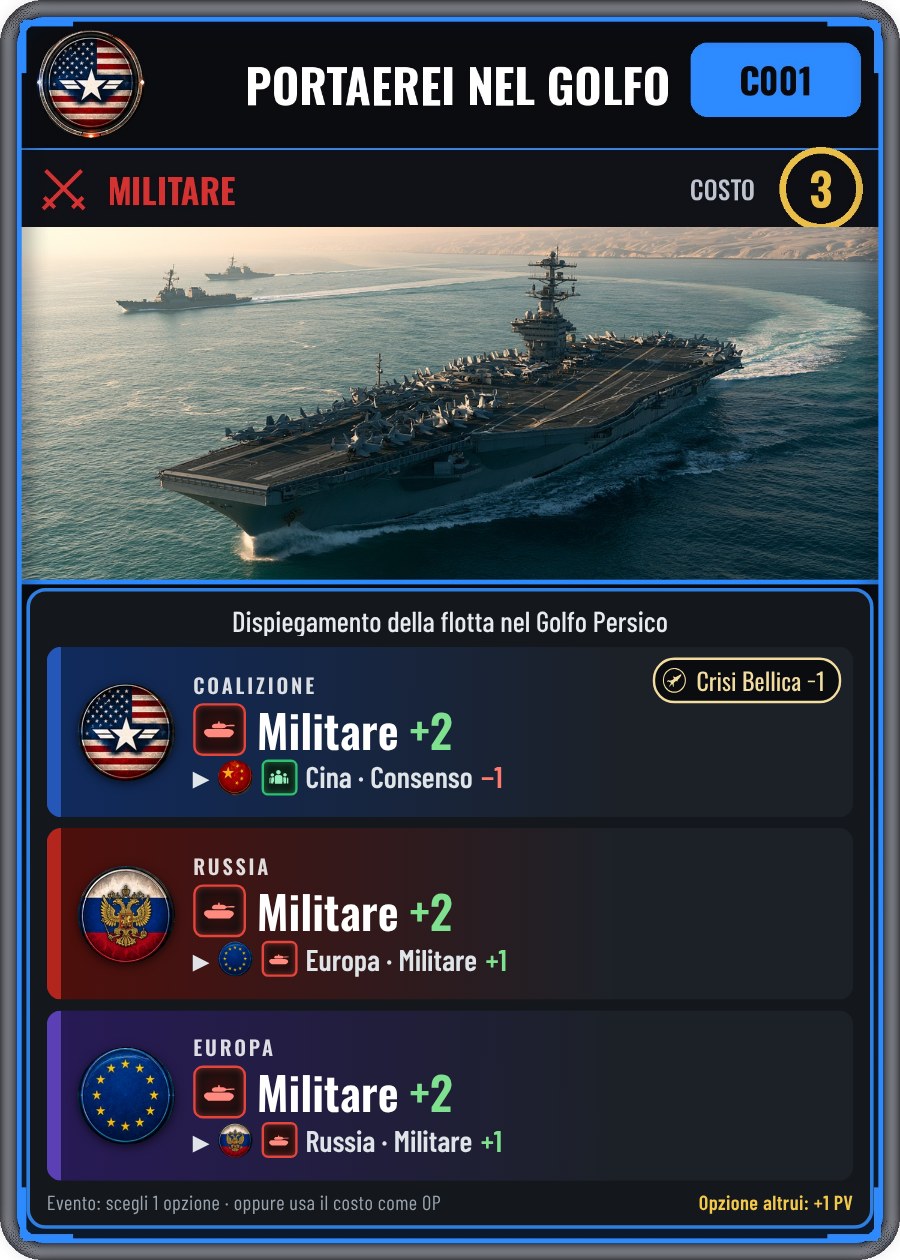 PORTAEREI NEL GOLFO
C001
MILITARE
COSTO
3
Dispiegamento della flotta nel Golfo Persico
COALIZIONE
Crisi Bellica −1
Militare +2
▶ Cina · Consenso −1
RUSSIA
Militare +2
▶ Europa · Militare +1
EUROPA
Militare +2
▶ Russia · Militare +1
Evento: scegli 1 opzione · oppure usa il costo come OP
Opzione altrui: +1 PV